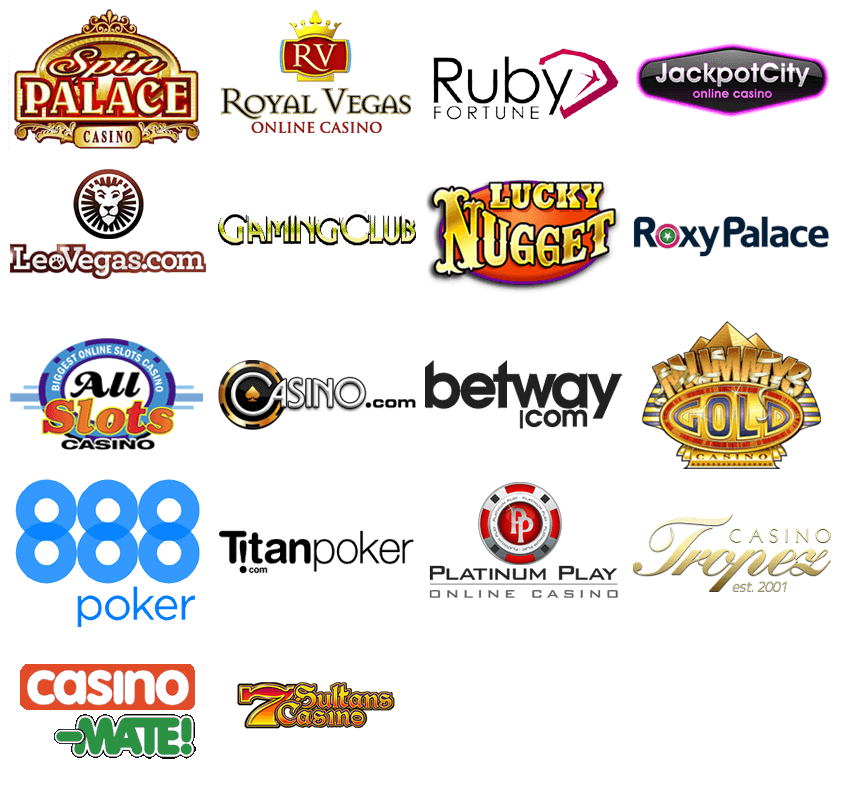 Spin
PALACE
CASINO
RV
ROYAL VEGAS
ONLINE CASINO
Ruby
FORTUNE
JackpotCity
online casino
LeoVegas.com
GAMINGCLUB
LUCKY
NUGGET
RoxyPalace
BIGGEST ONLINE SLOTS CASINO
All
Slots
CASINO
CASINO.com
betway
.com
MUMMYS
GOLD
CASINO
888
poker
Titanpoker
.com
PP
PLATINUM PLAY
ONLINE CASINO
CASINO
Tropez
est. 2001
casino
-MATE!
7 Sultans
Casino